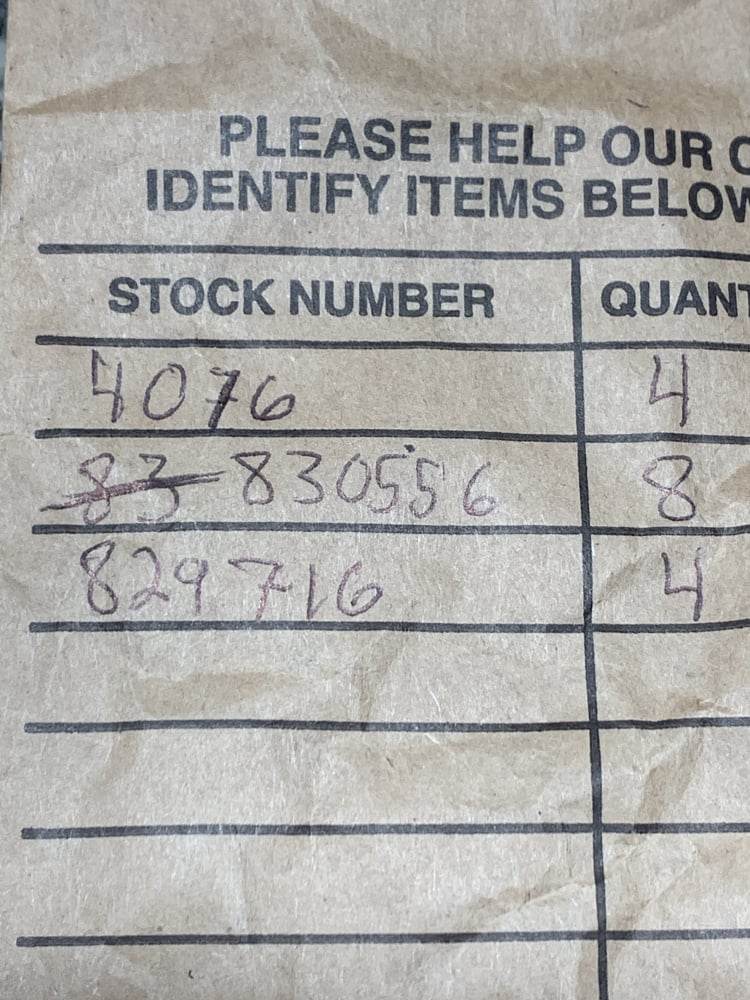 PLEASE HELP OUR
IDENTIFY ITEMS BELOW
STOCK NUMBER QUANT
4076 4
83 830556 8
829716 4